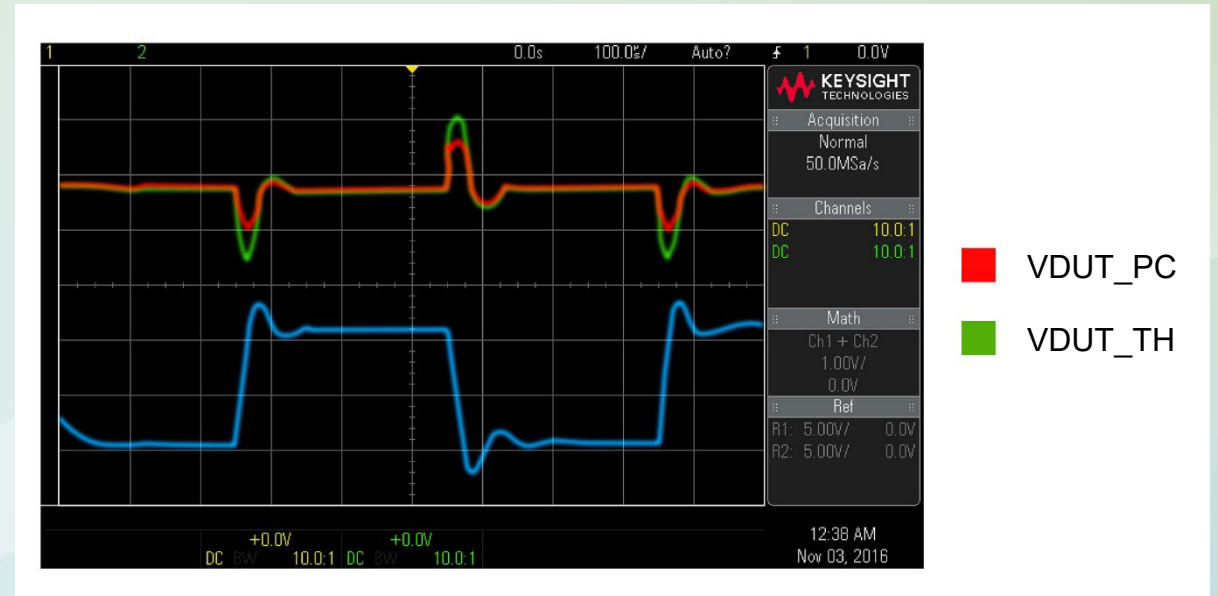 1 2 0.0s 100.0㎲/ Auto? 1 0.0V
KEYSIGHT
TECHNOLOGIES
Acquisition
Normal
50.0MSa/s
Channels
DC 10.0:1
DC 10.0:1
Math
Ch1 + Ch2
1.00V/
0.0V
Ref
R1: 5.00V/ 0.0V
R2: 5.00V/ 0.0V
+0.0V +0.0V
DC BW 10.0:1 DC BW 10.0:1
12:38 AM
Nov 03, 2016
VDUT_PC
VDUT_TH